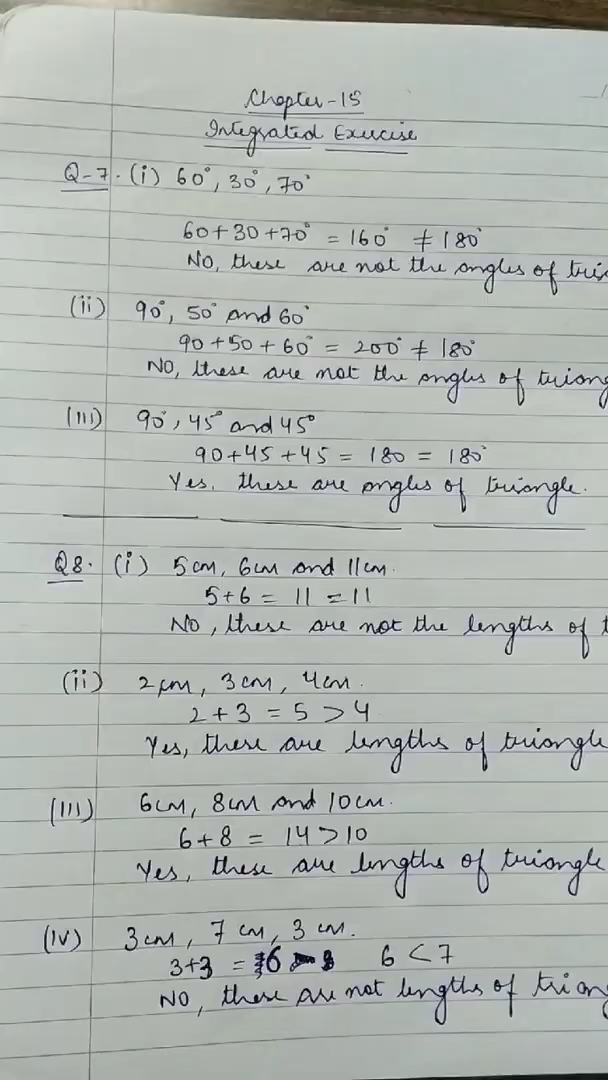 Chapter-15
Integrated Exercise
Q-7. (i) 60°, 30°, 70°
60+30+70° = 160° ≠ 180°
No, these are not the angles of
(ii) 90°, 50° and 60°
90+50+60° = 200° ≠ 180°
No, these are not the angles of triang
(III) 90°, 45° and 45°
90+45+45 = 180 = 180°
Yes, these are angles of triangle.
Q8. (i) 5cm, 6cm and 11cm.
5+6 = 11 = 11
No, these are not the lengths of t
(ii) 2cm, 3cm, 4cm.
2+3 = 5 > 4
Yes, these are lengths of triangle
(III) 6cm, 8cm and 10cm.
6+8 = 14 > 10
Yes, these are lengths of triangle
(IV) 3cm, 7cm, 3cm.
3+3 = 6 6 < 7
No, these are not lengths of triang